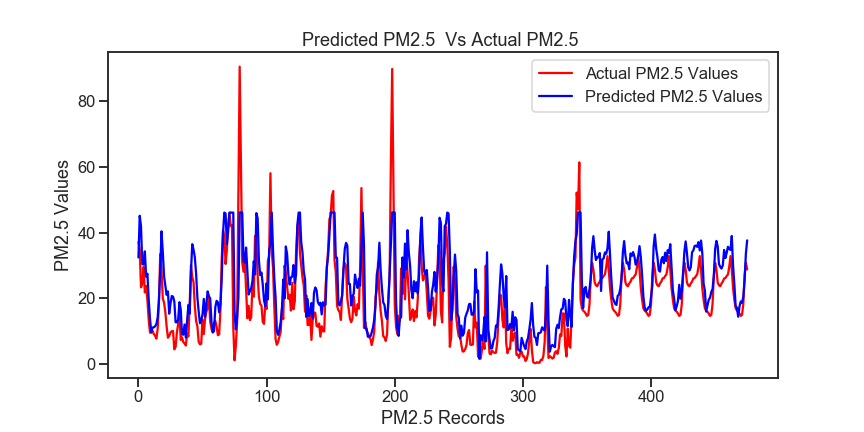 Predicted PM2.5  Vs Actual PM2.5
Actual PM2.5 Values
Predicted PM2.5 Values
PM2.5 Values
80
60
40
20
0
0 100 200 300 400
PM2.5 Records